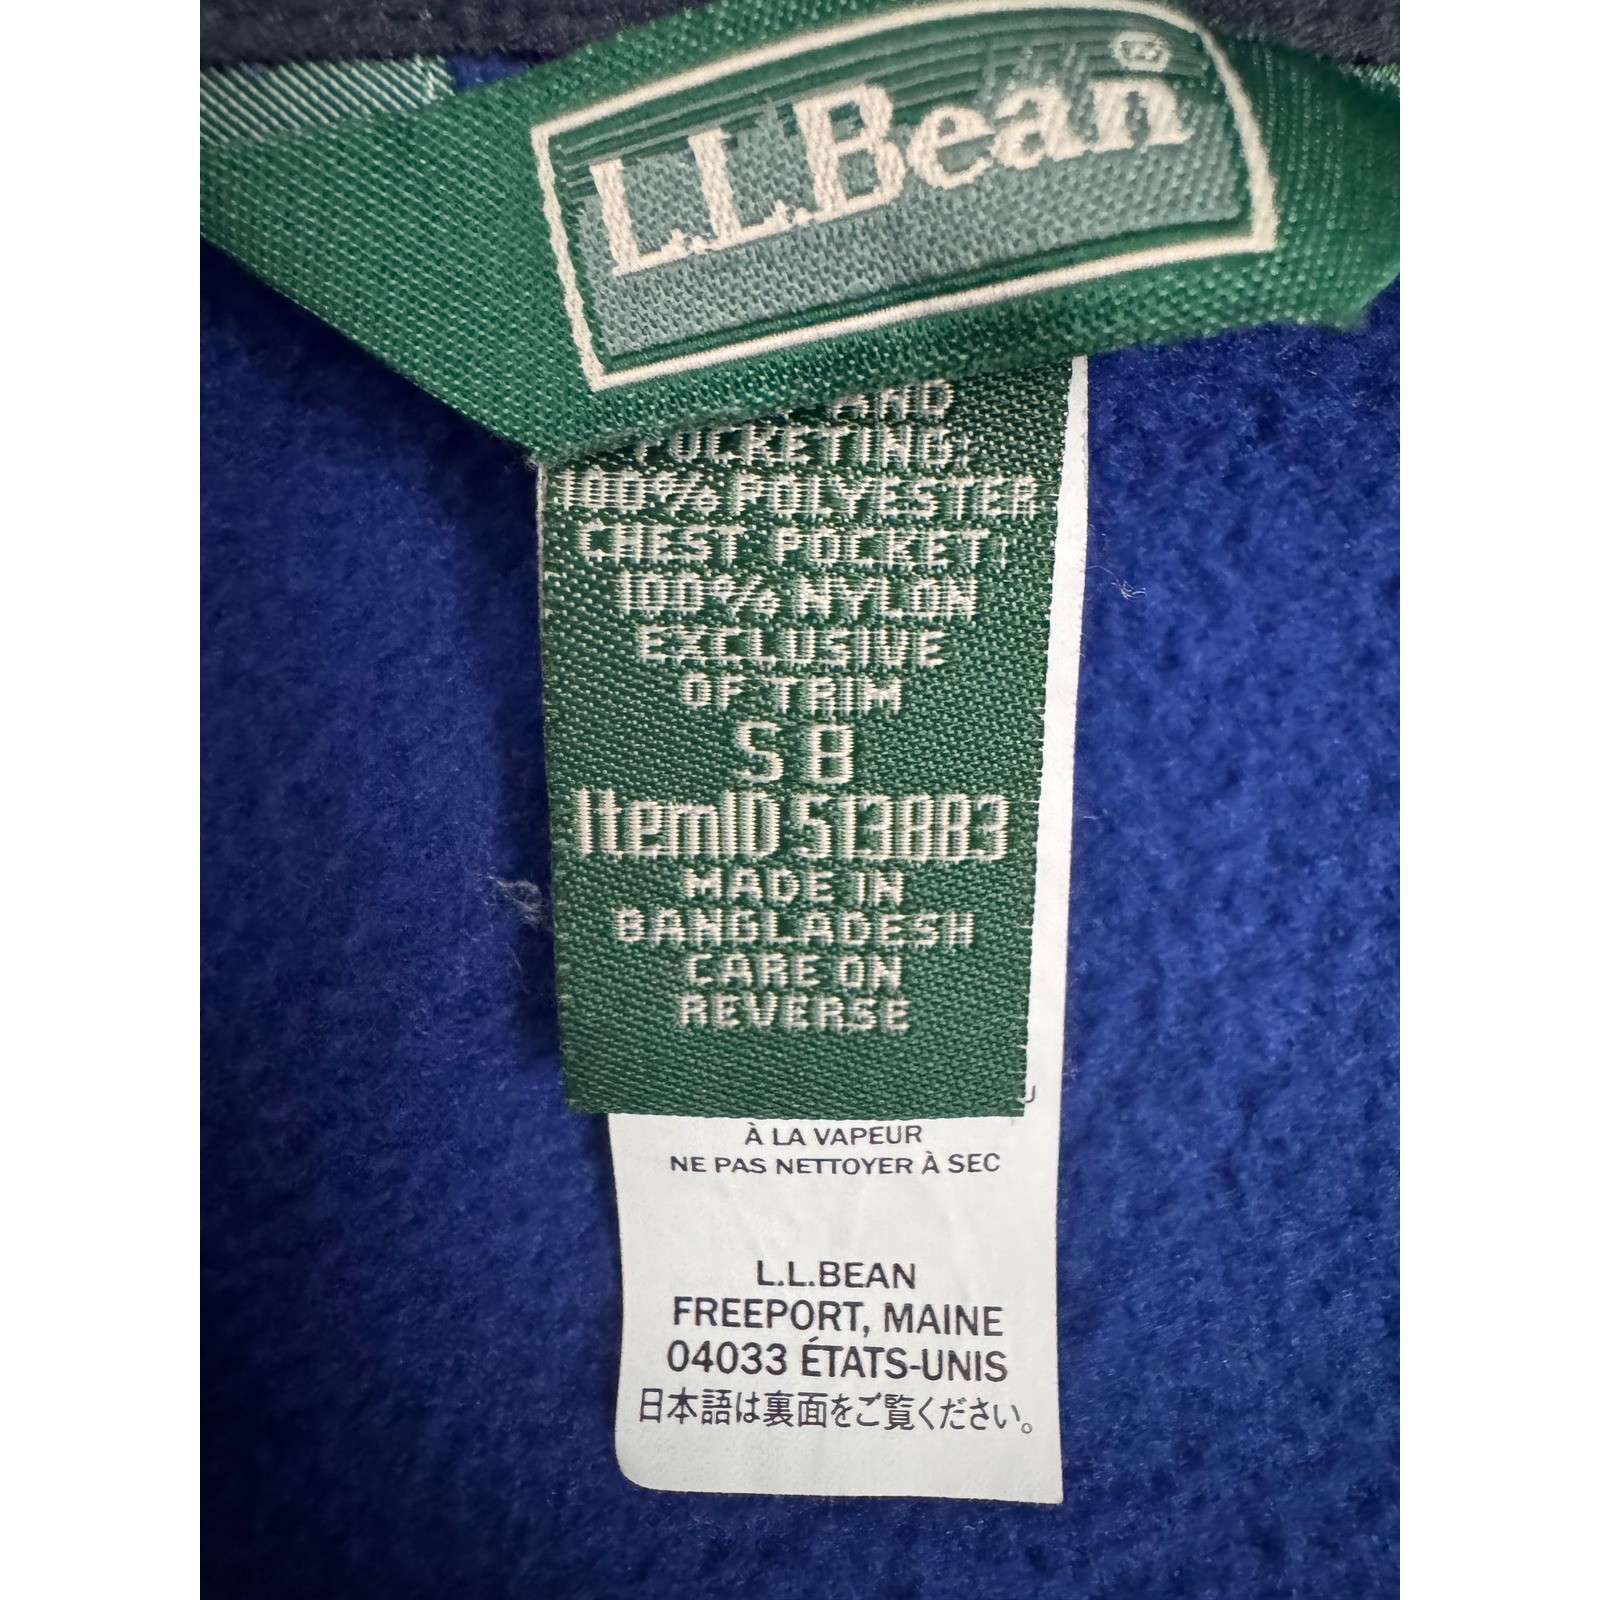 L.L.Bean®
AND
POCKETING:
100% POLYESTER
CHEST POCKET:
100% NYLON
EXCLUSIVE
OF TRIM
S8
ItemID 513883
MADE IN
BANGLADESH
CARE ON
REVERSE
À LA VAPEUR
NE PAS NETTOYER À SEC
L.L.BEAN
FREEPORT, MAINE
04033 ÉTATS-UNIS
日本語は裏面をご覧ください。